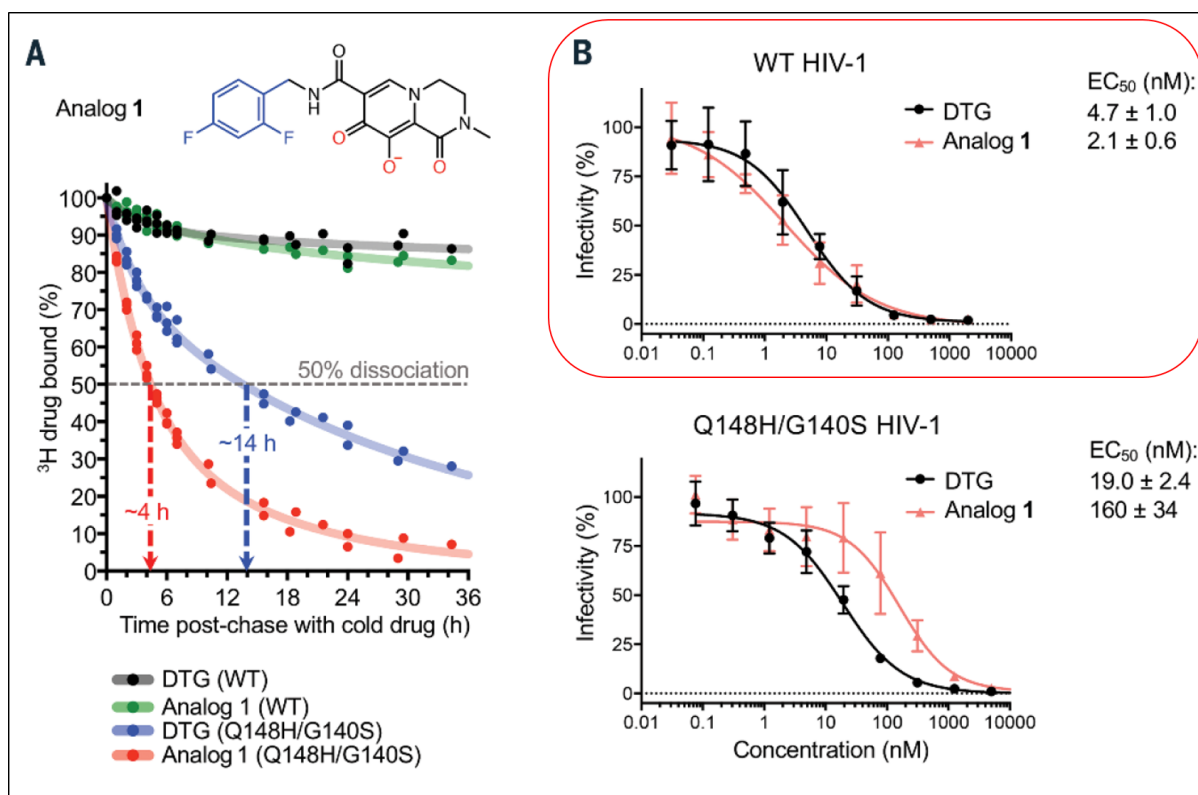 A
Analog 1
F
F
NH
O
O
O⁻
O
N
N
100
90
80
70
60
50
40
30
20
10
0
³H drug bound (%)
50% dissociation
~14 h
~4 h
0 6 12 18 24 30 36
Time post-chase with cold drug (h)
DTG (WT)
Analog 1 (WT)
DTG (Q148H/G140S)
Analog 1 (Q148H/G140S)
B
WT HIV-1
EC₅₀ (nM):
DTG 4.7 ± 1.0
Analog 1 2.1 ± 0.6
Infectivity (%)
100
75
50
25
0
0.01 0.1 1 10 100 1000 10000
Q148H/G140S HIV-1
EC₅₀ (nM):
DTG 19.0 ± 2.4
Analog 1 160 ± 34
Infectivity (%)
100
75
50
25
0
0.01 0.1 1 10 100 1000 10000
Concentration (nM)